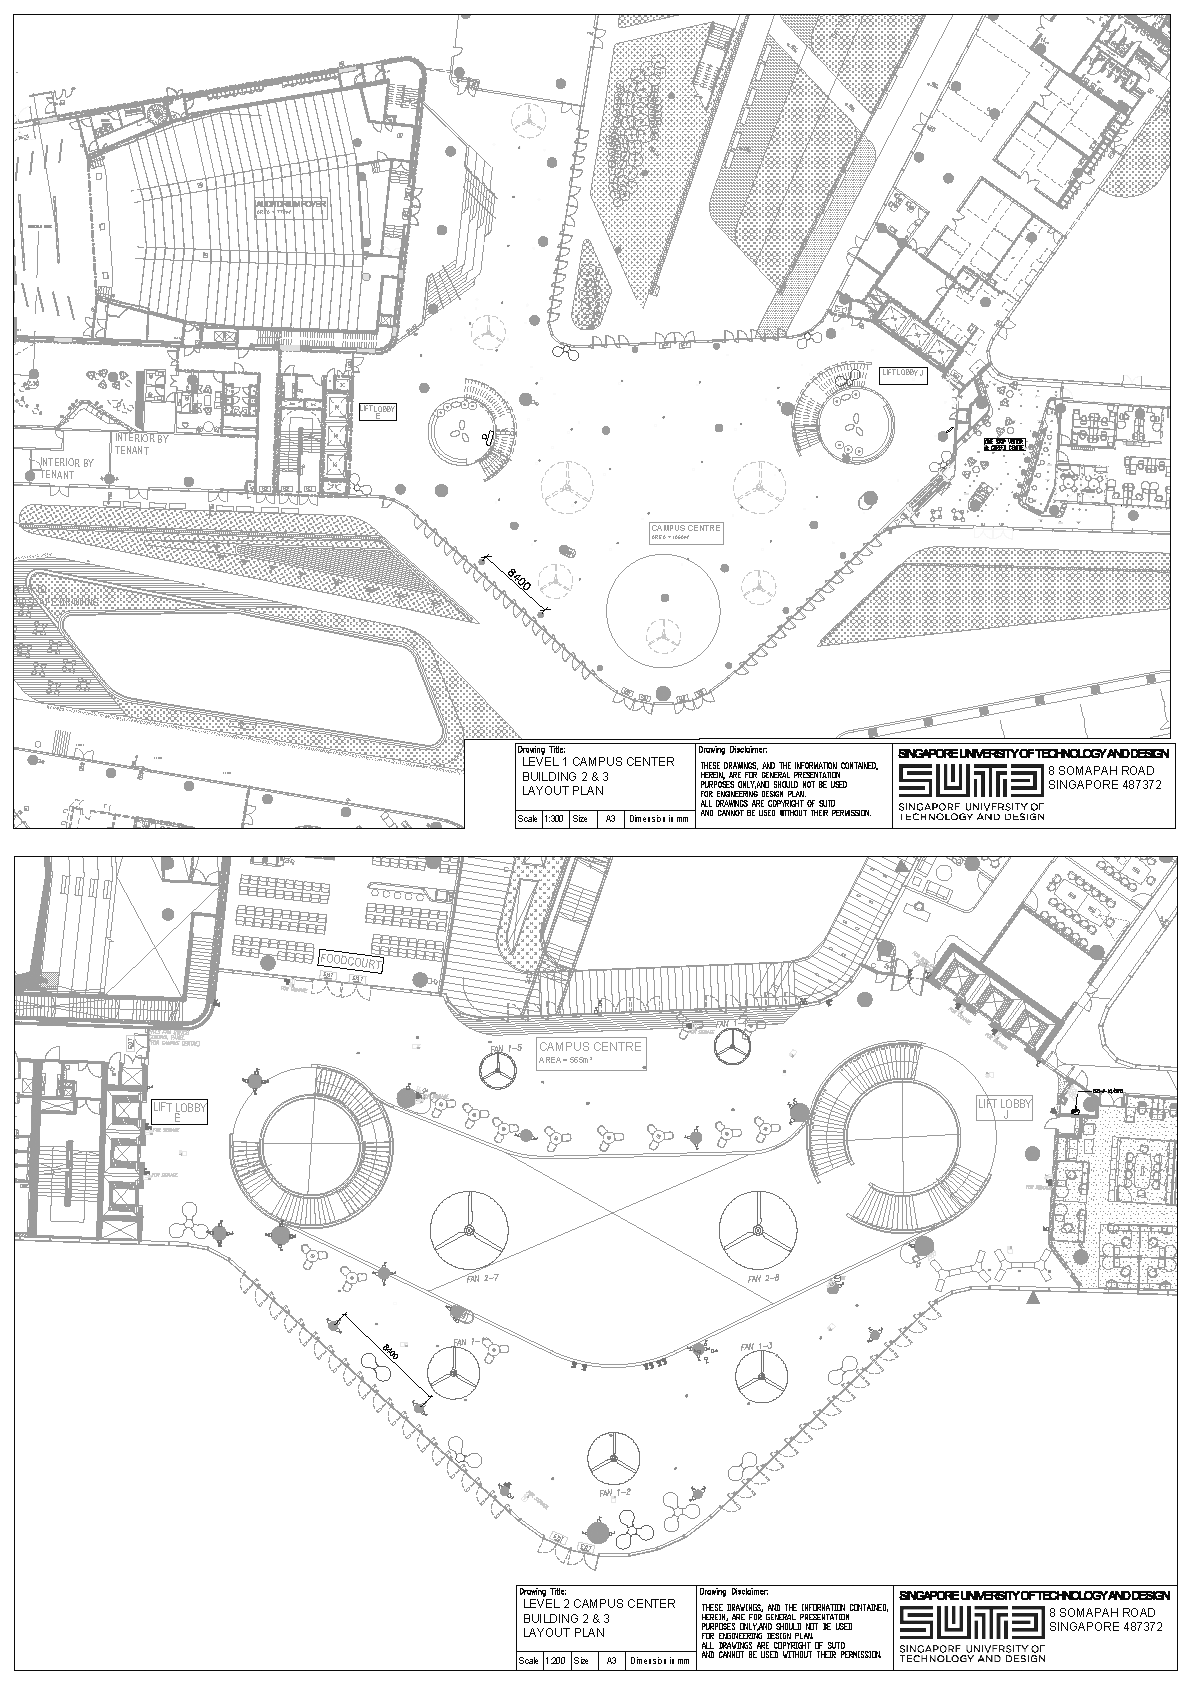 AUDITORIUM FOYER
LIFT LOBBY
E
LIFT LOBBY J
INTERIOR BY
TENANT
INTERIOR BY
TENANT
CAMPUS CENTRE
8400
Drawing Title:
LEVEL 1 CAMPUS CENTER
BUILDING 2 & 3
LAYOUT PLAN
Scale 1:300 Size A3 Dimension in mm
Drawing Disclaimer:
THESE DRAWINGS, AND THE INFORMATION CONTAINED,
HEREIN, ARE FOR GENERAL PRESENTATION
PURPOSES ONLY,AND SHOULD NOT BE USED
FOR ENGINEERING DESIGN PLAN.
ALL DRAWINGS ARE COPYRIGHT OF SUTD
AND CANNOT BE USED WITHOUT THEIR PERMISSION.
SINGAPORE UNIVERSITY OF TECHNOLOGY AND DESIGN
SUTD
8 SOMAPAH ROAD
SINGAPORE 487372
SINGAPORE UNIVERSITY OF
TECHNOLOGY AND DESIGN
FOODCOURT
FAN 1-5
FAN 1-
CAMPUS CENTRE
AREA = 565m²
LIFT LOBBY
E
LIFT LOBBY
J
FAN 2-7
FAN 2-8
8400
FAN 1-
FAN 1-3
FAN 1-2
Drawing Title:
LEVEL 2 CAMPUS CENTER
BUILDING 2 & 3
LAYOUT PLAN
Scale 1:200 Size A3 Dimension in mm
Drawing Disclaimer:
THESE DRAWINGS, AND THE INFORMATION CONTAINED,
HEREIN, ARE FOR GENERAL PRESENTATION
PURPOSES ONLY,AND SHOULD NOT BE USED
FOR ENGINEERING DESIGN PLAN.
ALL DRAWINGS ARE COPYRIGHT OF SUTD
AND CANNOT BE USED WITHOUT THEIR PERMISSION.
SINGAPORE UNIVERSITY OF TECHNOLOGY AND DESIGN
SUTD
8 SOMAPAH ROAD
SINGAPORE 487372
SINGAPORE UNIVERSITY OF
TECHNOLOGY AND DESIGN